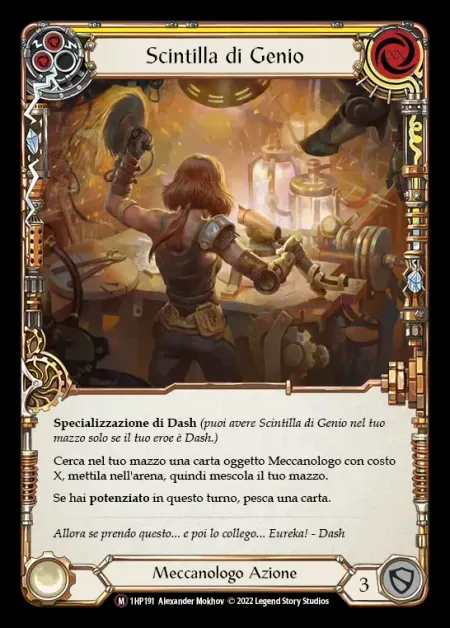 Scintilla di Genio
XX
Specializzazione di Dash (puoi avere Scintilla di Genio nel tuo
mazzo solo se il tuo eroe è Dash.)
Cerca nel tuo mazzo una carta oggetto Meccanologo con costo
X, mettila nell'arena, quindi mescola il tuo mazzo.
Se hai potenziato in questo turno, pesca una carta.
Allora se prendo questo... e poi lo collego... Eureka! - Dash
Meccanologo Azione
3
M 1HP191 Alexander Mokhov © 2022 Legend Story Studios